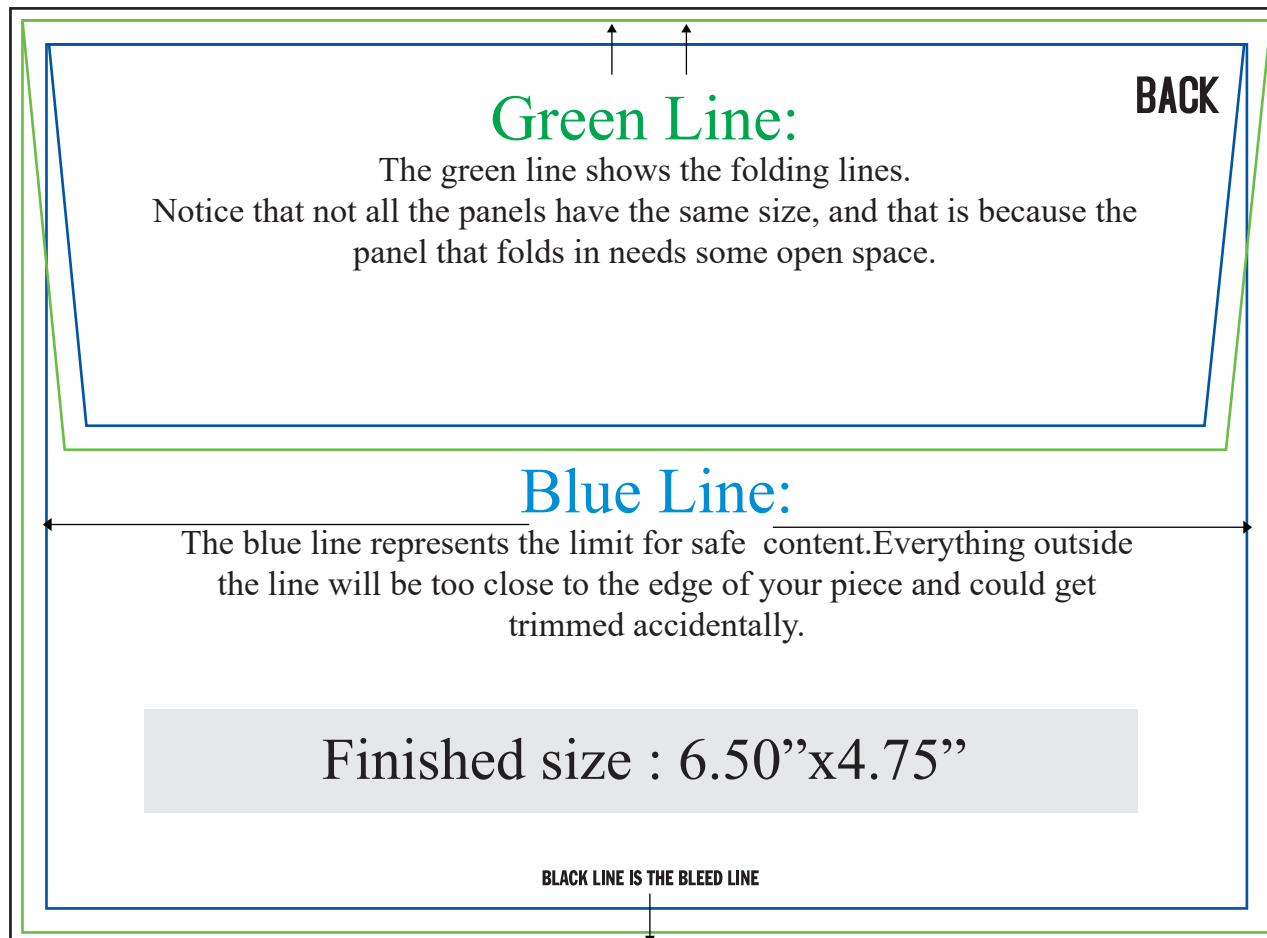 BACK
Green Line:
The green line shows the folding lines.
Notice that not all the panels have the same size, and that is because the
panel that folds in needs some open space.
Blue Line:
The blue line represents the limit for safe  content.Everything outside
the line will be too close to the edge of your piece and could get
trimmed accidentally.
Finished size : 6.50”x4.75”
BLACK LINE IS THE BLEED LINE